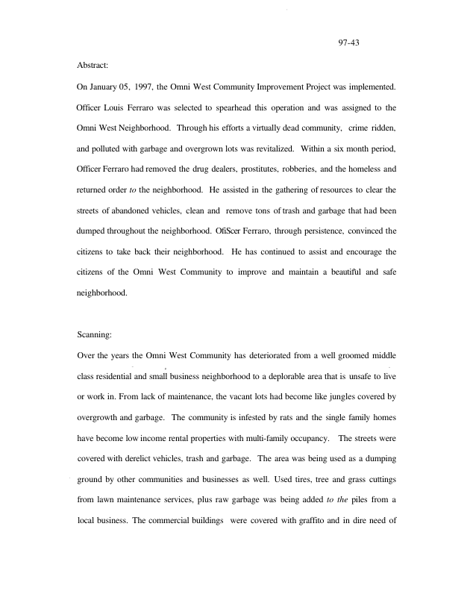 97-43
Abstract:
On January 05, 1997, the Omni West Community Improvement Project was implemented.
Officer Louis Ferraro was selected to spearhead this operation and was assigned to the
Omni West Neighborhood. Through his efforts a virtually dead community, crime ridden,
and polluted with garbage and overgrown lots was revitalized. Within a six month period,
Officer Ferraro had removed the drug dealers, prostitutes, robberies, and the homeless and
returned order to the neighborhood. He assisted in the gathering of resources to clear the
streets of abandoned vehicles, clean and remove tons of trash and garbage that had been
dumped throughout the neighborhood. OfiScer Ferraro, through persistence, convinced the
citizens to take back their neighborhood. He has continued to assist and encourage the
citizens of the Omni West Community to improve and maintain a beautiful and safe
neighborhood.
Scanning:
Over the years the Omni West Community has deteriorated from a well groomed middle
class residential and small business neighborhood to a deplorable area that is unsafe to live
or work in. From lack of maintenance, the vacant lots had become like jungles covered by
overgrowth and garbage. The community is infested by rats and the single family homes
have become low income rental properties with multi-family occupancy. The streets were
covered with derelict vehicles, trash and garbage. The area was being used as a dumping
ground by other communities and businesses as well. Used tires, tree and grass cuttings
from lawn maintenance services, plus raw garbage was being added to the piles from a
local business. The commercial buildings were covered with graffito and in dire need of